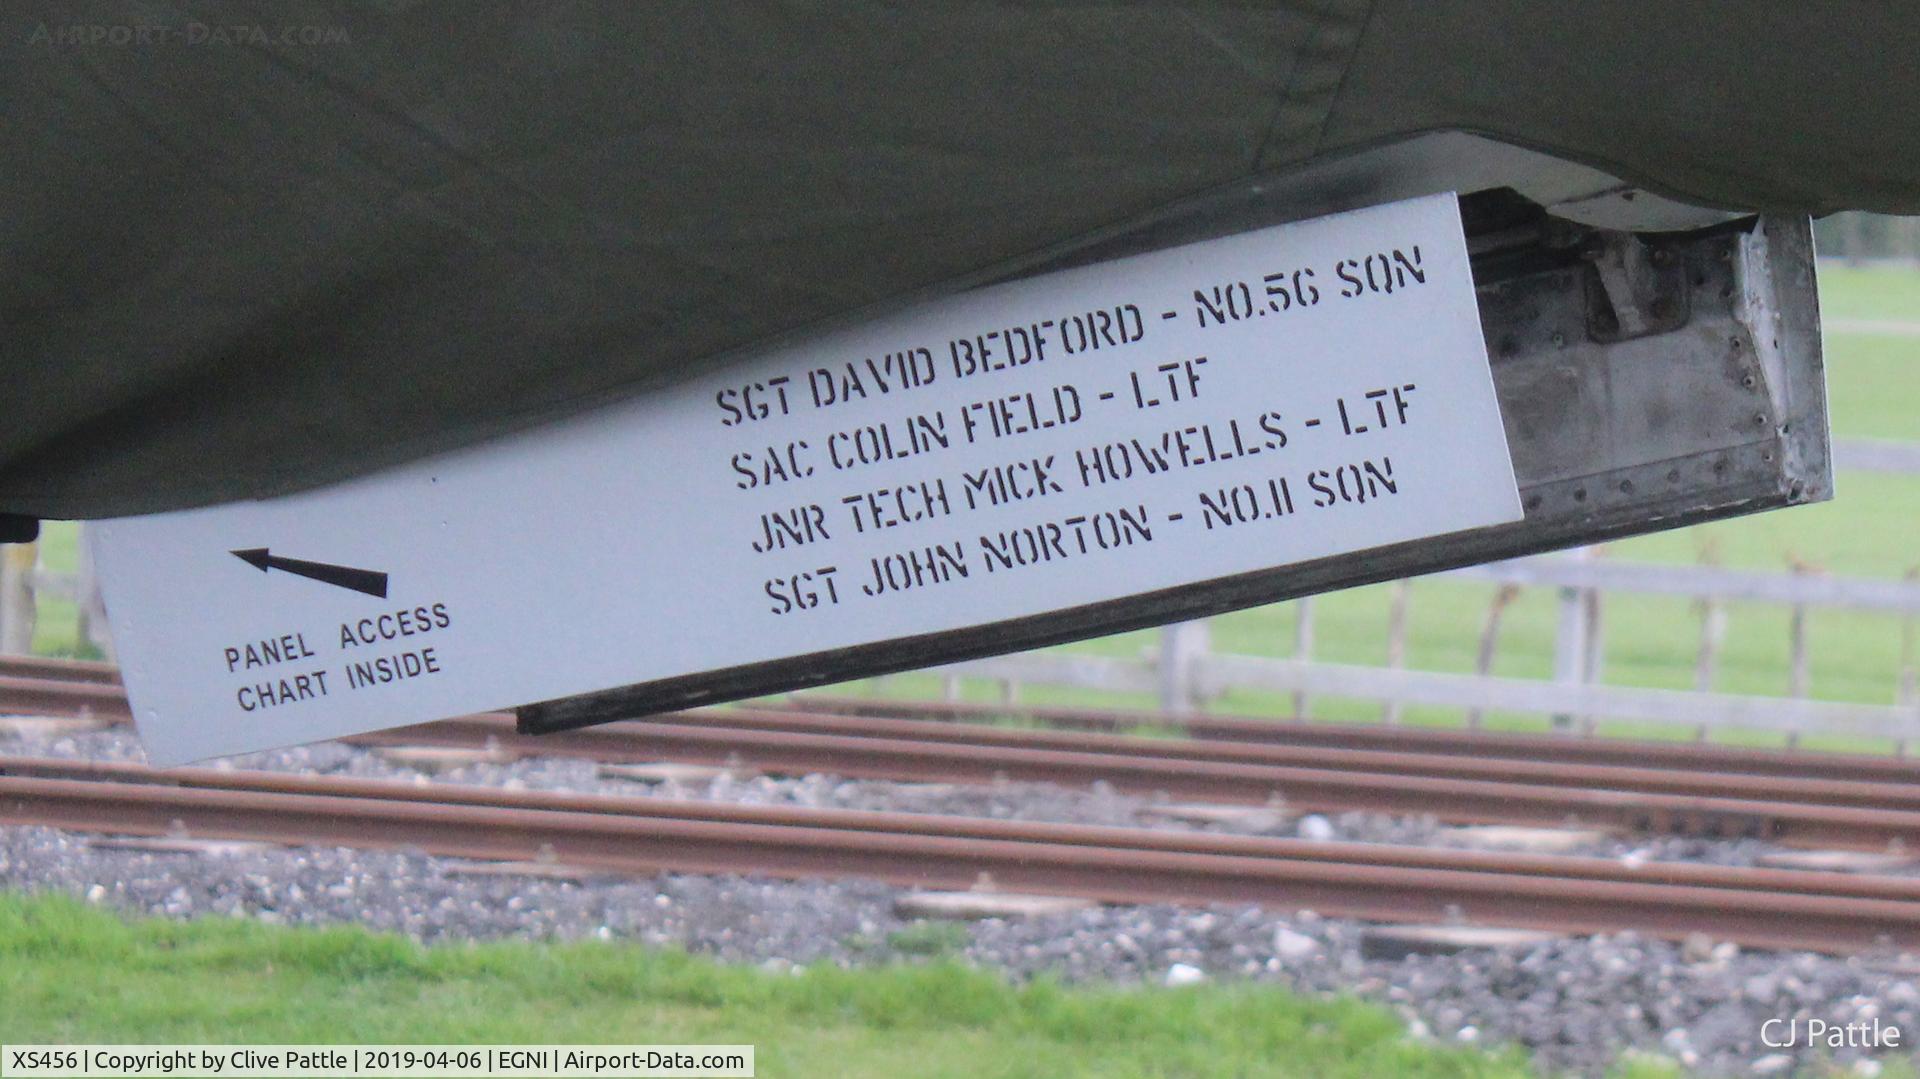 AIRPORT-DATA.COM
SGT DAVID BEDFORD - NO.56 SQN
SAC COLIN FIELD - LTF
JNR TECH MICK HOWELLS - LTF
SGT JOHN NORTON - NO.11 SQN
PANEL ACCESS
CHART INSIDE
CJ Pattle
XS456 | Copyright by Clive Pattle | 2019-04-06 | EGNI | Airport-Data.com